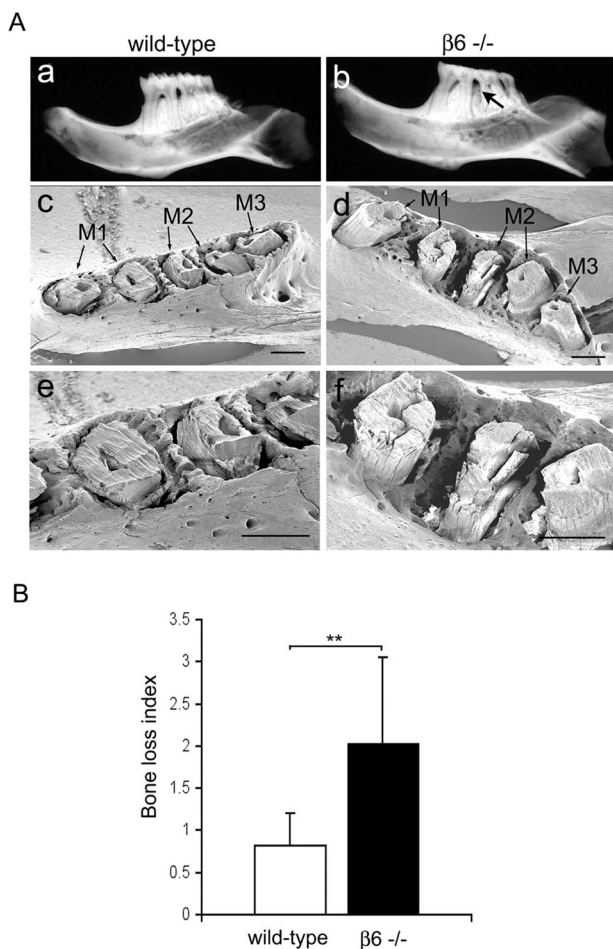 A
wild-type
β6 -/-
a
b
c
M1
M2
M3
d
M1
M2
M3
e
f
B
Bone loss index
3.5
3
2.5
2
1.5
1
0.5
0
**
wild-type
β6 -/-